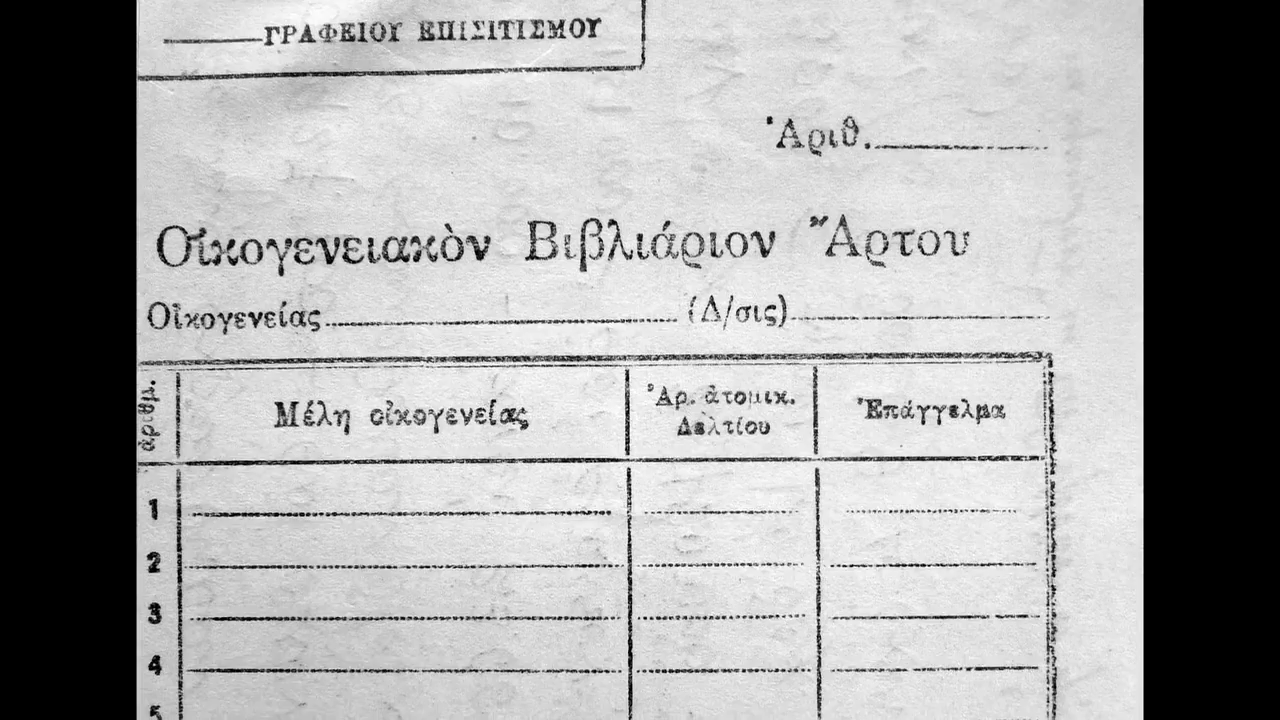 ΓΡΑΦΕΙΟΥ ΕΠΙΣΙΤΙΣΜΟΥ
Ἀριθ.
Οἰκογενειακὸν Βιβλιάριον Ἄρτου
Οἰκογενείας (Δ/σις)
ἀριθμ. Μέλη οἰκογενείας Ἀρ. ἀτομικ. Δελτίου Ἐπάγγελμα
1
2
3
4
5